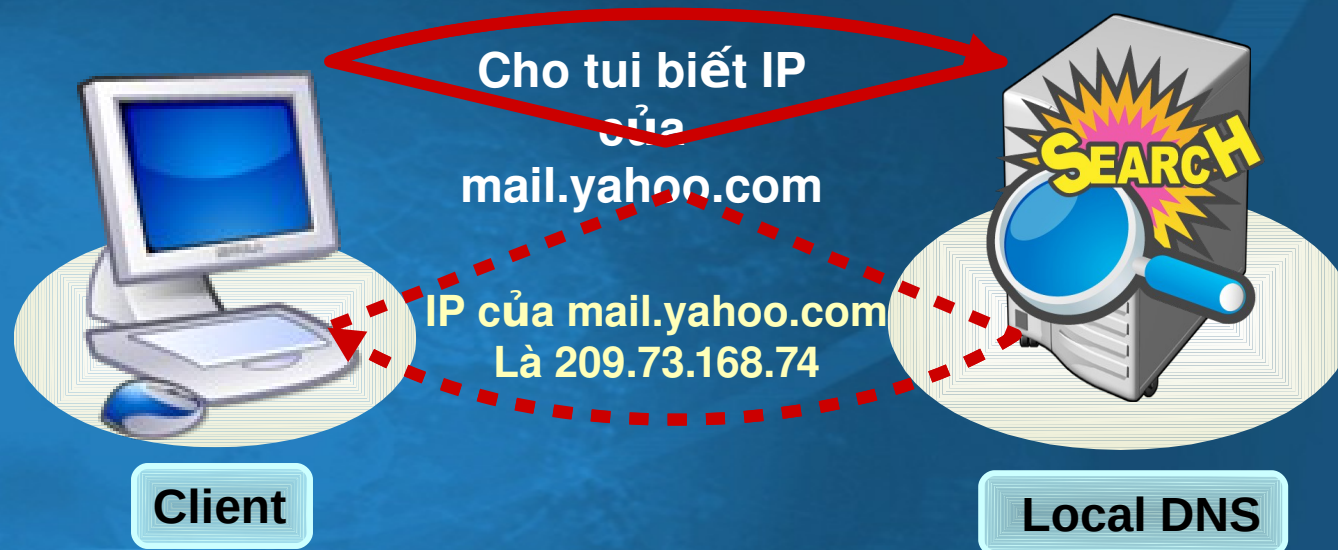 Cho tui biết IP
của
mail.yahoo.com
SEARCH
IP của mail.yahoo.com
Là 209.73.168.74
Client
Local DNS